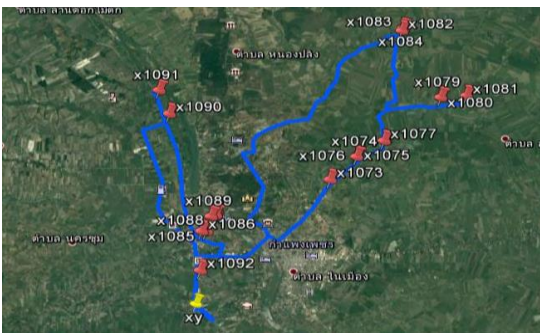 ตำบล ลานดอกไม้ตก
x1083
x1082
x1084
ตำบล หนองปลิง
x1091
x1079
x1081
x1080
x1090
x1077
x1074
x1076
x1075
x1073
x1089
x1088
x1086
x1085
กำแพงเพชร
ตำบล นครชุม
x1092
ตำบล ในเมือง
xy